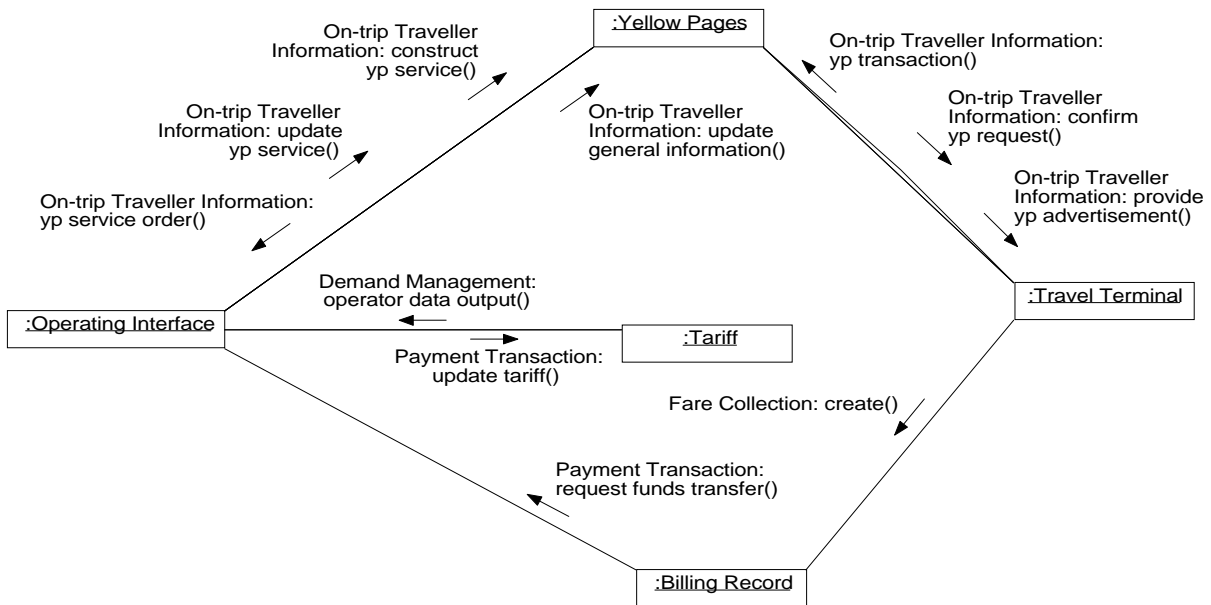 :Yellow Pages
On-trip Traveller
Information: construct
yp service()
On-trip Traveller Information:
yp transaction()
On-trip Traveller
Information: update
yp service()
On-trip Traveller
Information: update
general information()
On-trip Traveller
Information: confirm
yp request()
On-trip Traveller Information:
yp service order()
On-trip Traveller
Information: provide
yp advertisement()
Demand Management:
operator data output()
:Travel Terminal
:Operating Interface
:Tariff
Payment Transaction:
update tariff()
Fare Collection: create()
Payment Transaction:
request funds transfer()
:Billing Record